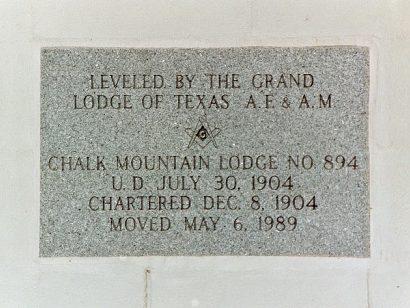 LEVELED BY THE GRAND
LODGE OF TEXAS A.F. & A.M.
CHALK MOUNTAIN LODGE NO. 894
U.D. JULY 30, 1904
CHARTERED DEC. 8, 1904
MOVED MAY 6, 1989